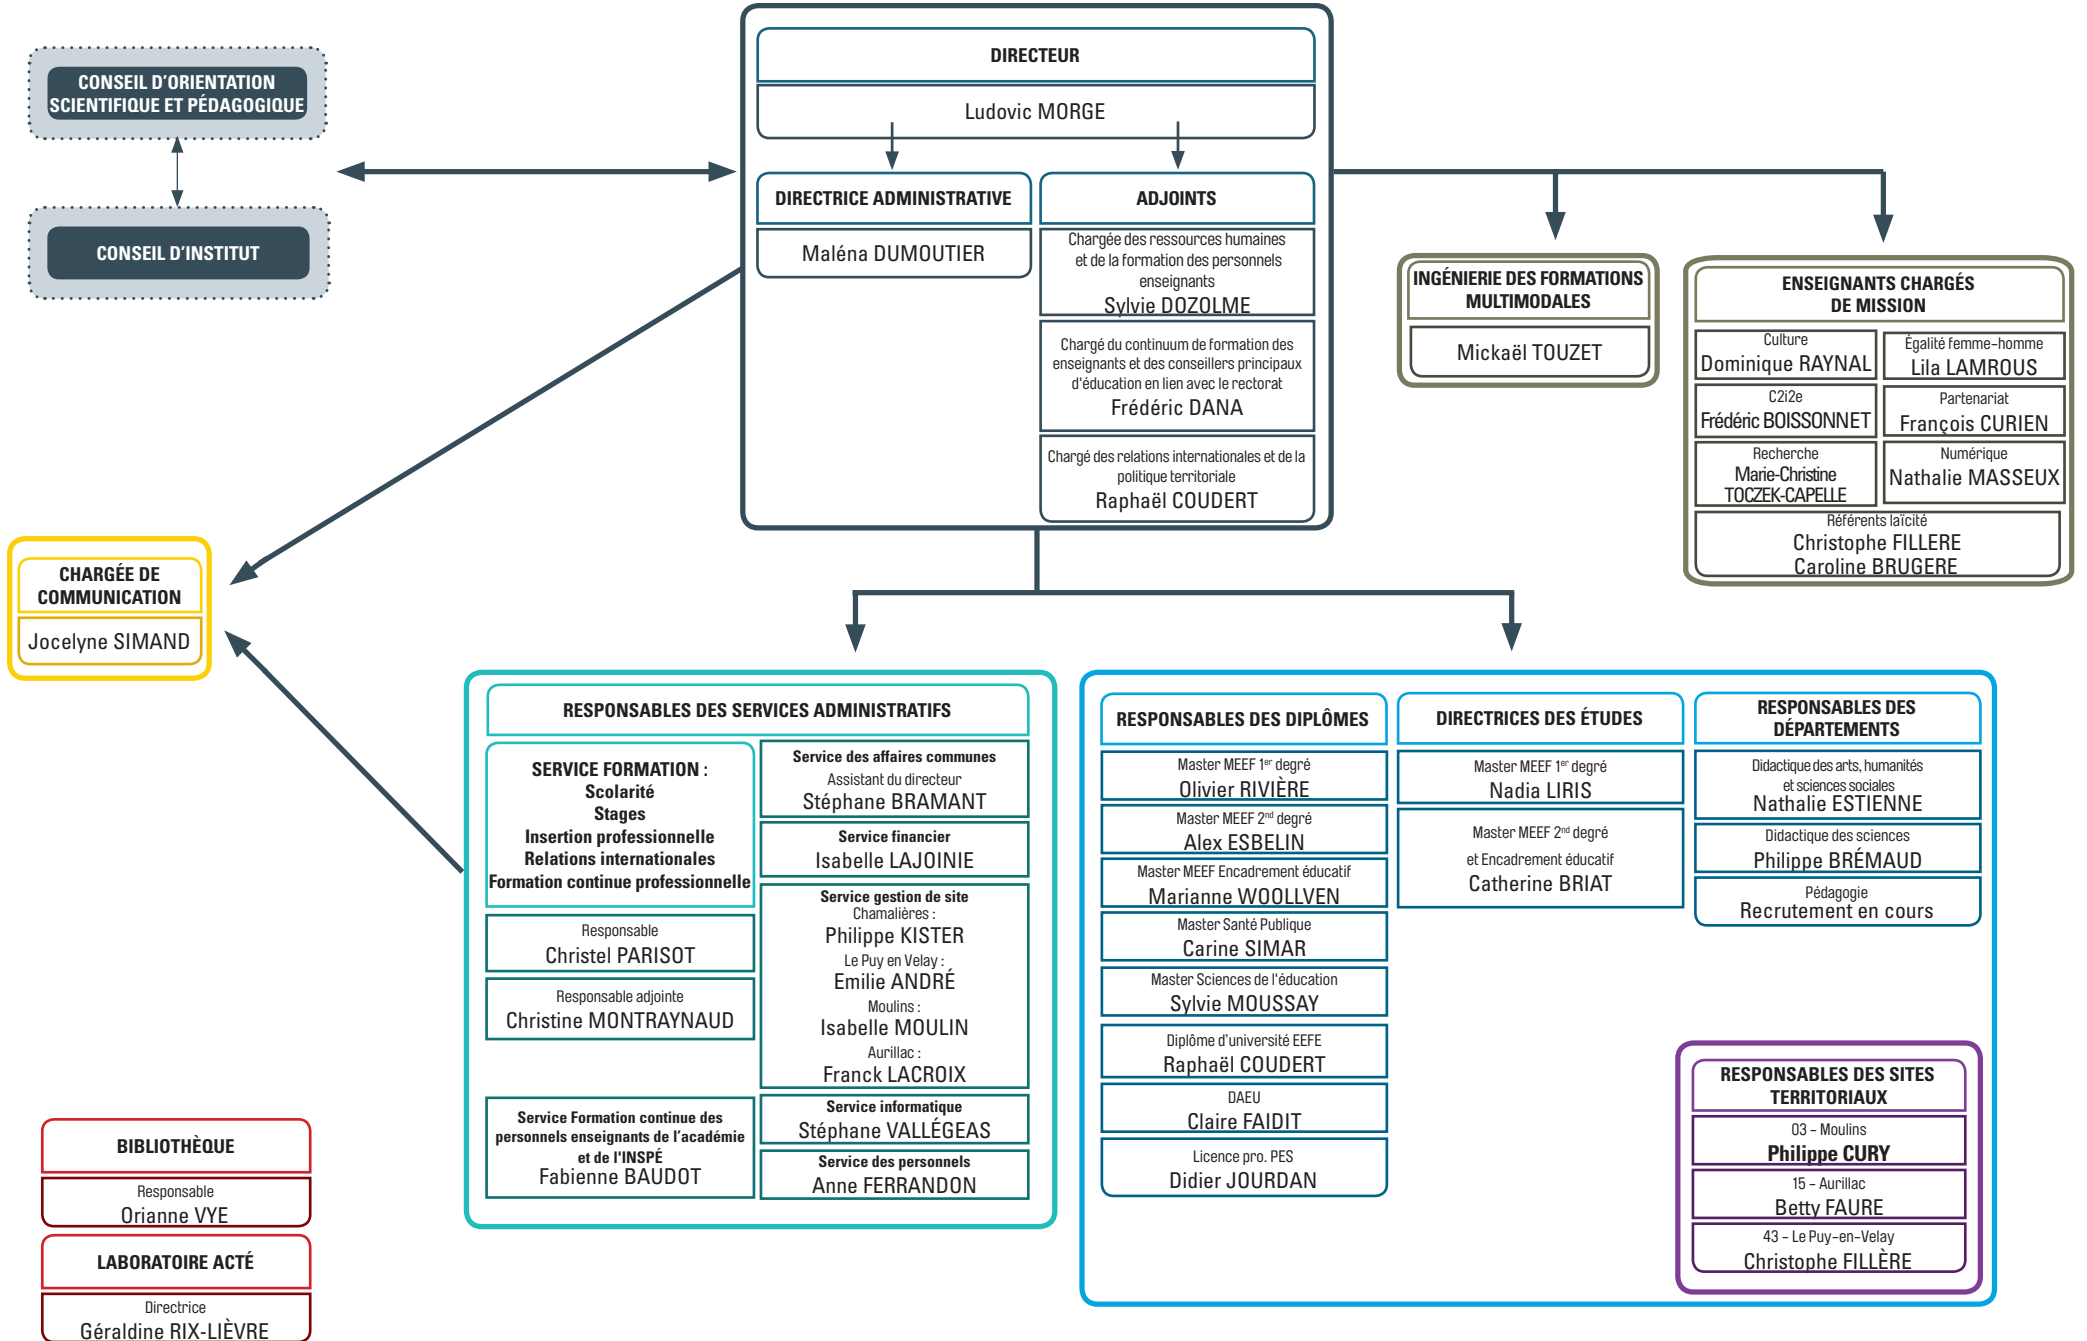 CONSEIL D'ORIENTATION
SCIENTIFIQUE ET PÉDAGOGIQUE
CONSEIL D'INSTITUT
DIRECTEUR
Ludovic MORGE
DIRECTRICE ADMINISTRATIVE
Maléna DUMOUTIER
ADJOINTS
Chargée des ressources humaines
et de la formation des personnels
enseignants
Sylvie DOZOLME
Chargé du continuum de formation des
enseignants et des conseillers principaux
d'éducation en lien avec le rectorat
Frédéric DANA
Chargé des relations internationales et de la
politique territoriale
Raphaël COUDERT
INGÉNIERIE DES FORMATIONS
MULTIMODALES
Mickaël TOUZET
ENSEIGNANTS CHARGÉS
DE MISSION
Culture
Dominique RAYNAL
Égalité femme-homme
Lila LAMROUS
C2i2e
Frédéric BOISSONNET
Partenariat
François CURIEN
Recherche
Marie-Christine
TOCZEK-CAPELLE
Numérique
Nathalie MASSEUX
Référents laïcité
Christophe FILLERE
Caroline BRUGERE
CHARGÉE DE
COMMUNICATION
Jocelyne SIMAND
RESPONSABLES DES SERVICES ADMINISTRATIFS
SERVICE FORMATION :
Scolarité
Stages
Insertion professionnelle
Relations internationales
Formation continue professionnelle
Responsable
Christel PARISOT
Responsable adjointe
Christine MONTRAYNAUD
Service Formation continue des
personnels enseignants de l'académie
et de l'INSPÉ
Fabienne BAUDOT
Service des affaires communes
Assistant du directeur
Stéphane BRAMANT
Service financier
Isabelle LAJOINIE
Service gestion de site
Chamalières :
Philippe KISTER
Le Puy en Velay :
Emilie ANDRÉ
Moulins :
Isabelle MOULIN
Aurillac :
Franck LACROIX
Service informatique
Stéphane VALLÉGEAS
Service des personnels
Anne FERRANDON
RESPONSABLES DES DIPLÔMES
Master MEEF 1er degré
Olivier RIVIÈRE
Master MEEF 2nd degré
Alex ESBELIN
Master MEEF Encadrement éducatif
Marianne WOOLLVEN
Master Santé Publique
Carine SIMAR
Master Sciences de l'éducation
Sylvie MOUSSAY
Diplôme d'université EEFE
Raphaël COUDERT
DAEU
Claire FAIDIT
Licence pro. PES
Didier JOURDAN
DIRECTRICES DES ÉTUDES
Master MEEF 1er degré
Nadia LIRIS
Master MEEF 2nd degré
et Encadrement éducatif
Catherine BRIAT
RESPONSABLES DES
DÉPARTEMENTS
Didactique des arts, humanités
et sciences sociales
Nathalie ESTIENNE
Didactique des sciences
Philippe BRÉMAUD
Pédagogie
Recrutement en cours
RESPONSABLES DES SITES
TERRITORIAUX
03 - Moulins
Philippe CURY
15 - Aurillac
Betty FAURE
43 - Le Puy-en-Velay
Christophe FILLÈRE
BIBLIOTHÈQUE
Responsable
Orianne VYE
LABORATOIRE ACTÉ
Directrice
Géraldine RIX-LIÈVRE